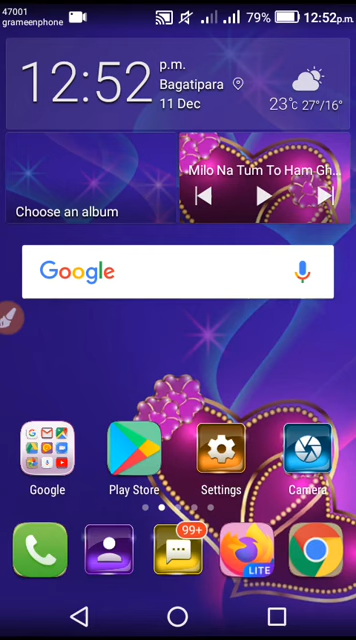 47001
grameenphone
79%
12:52p.m.
12:52
p.m.
Bagatipara
11 Dec
23°C 27°/16°
Choose an album
Milo Na Tum To Ham Gh...
Google
Google
Play Store
Settings
Camera
99+
LITE